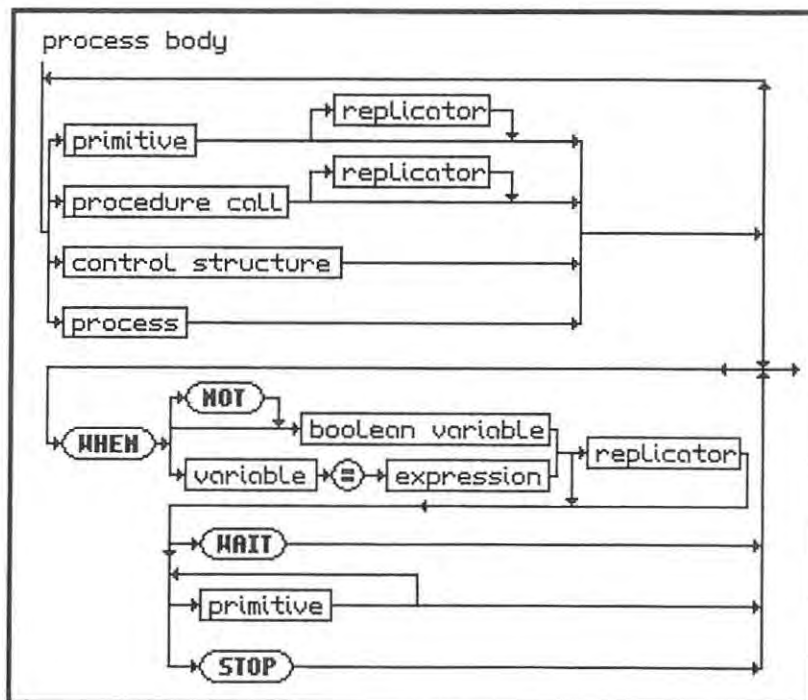 process body
replicator
primitive
replicator
procedure call
control structure
process
NOT
WHEN
boolean variable
variable = expression
replicator
WAIT
primitive
STOP